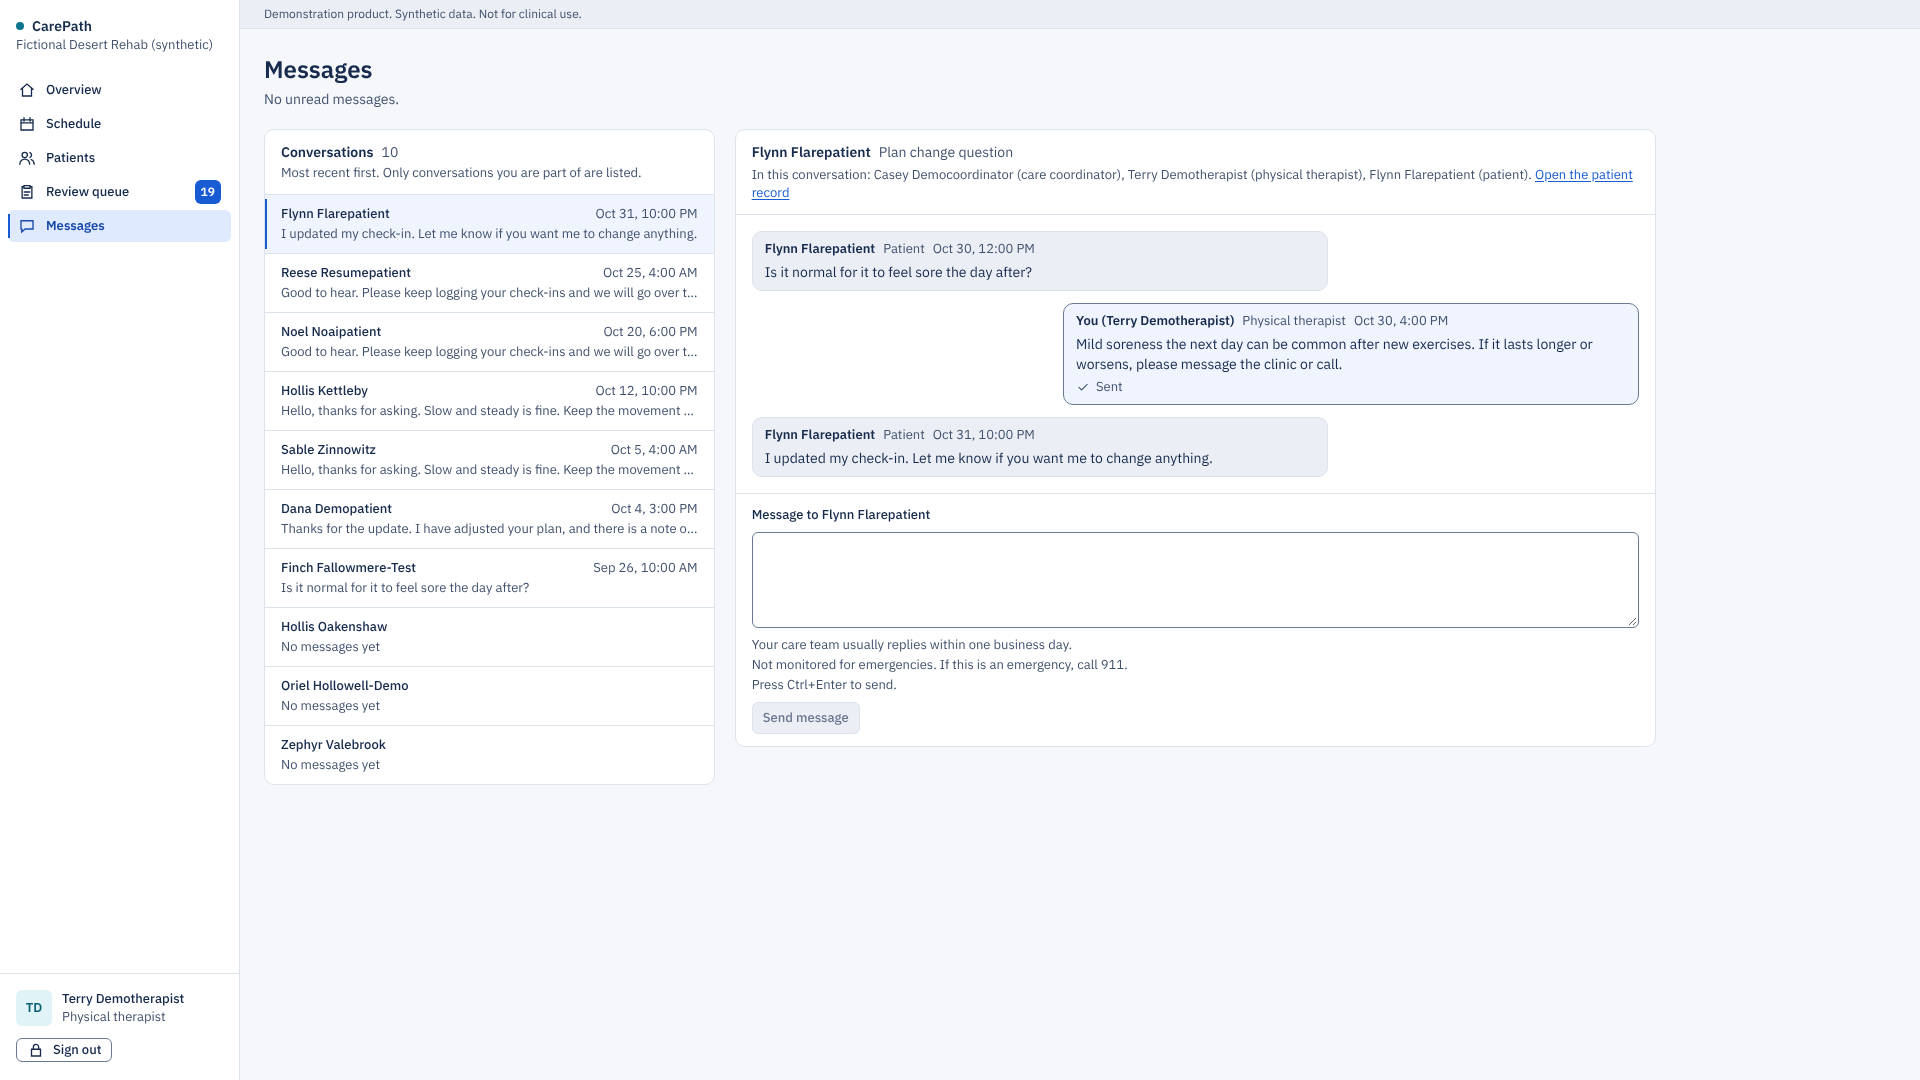 CarePath
Fictional Desert Rehab (synthetic)
Overview
Schedule
Patients
Review queue 19
Messages
Terry Demotherapist
TD
Physical therapist
Sign out
Demonstration product. Synthetic data. Not for clinical use.
Messages
No unread messages.
Conversations 10
Most recent first. Only conversations you are part of are listed.
Flynn Flarepatient Oct 31, 10:00 PM
I updated my check-in. Let me know if you want me to change anything.
Reese Resumepatient Oct 25, 4:00 AM
Good to hear. Please keep logging your check-ins and we will go over t...
Noel Noaipatient Oct 20, 6:00 PM
Good to hear. Please keep logging your check-ins and we will go over t...
Hollis Kettleby Oct 12, 10:00 PM
Hello, thanks for asking. Slow and steady is fine. Keep the movement ...
Sable Zinnowitz Oct 5, 4:00 AM
Hello, thanks for asking. Slow and steady is fine. Keep the movement ...
Dana Demopatient Oct 4, 3:00 PM
Thanks for the update. I have adjusted your plan, and there is a note o...
Finch Fallowmere-Test Sep 26, 10:00 AM
Is it normal for it to feel sore the day after?
Hollis Oakenshaw
No messages yet
Oriel Hollowell-Demo
No messages yet
Zephyr Valebrook
No messages yet
Flynn Flarepatient Plan change question
In this conversation: Casey Democoordinator (care coordinator), Terry Demotherapist (physical therapist), Flynn Flarepatient (patient). Open the patient
record
Flynn Flarepatient Patient Oct 30, 12:00 PM
Is it normal for it to feel sore the day after?
You (Terry Demotherapist) Physical therapist Oct 30, 4:00 PM
Mild soreness the next day can be common after new exercises. If it lasts longer or
worsens, please message the clinic or call.
Sent
Flynn Flarepatient Patient Oct 31, 10:00 PM
I updated my check-in. Let me know if you want me to change anything.
Message to Flynn Flarepatient
Your care team usually replies within one business day.
Not monitored for emergencies. If this is an emergency, call 911.
Press Ctrl+Enter to send.
Send message